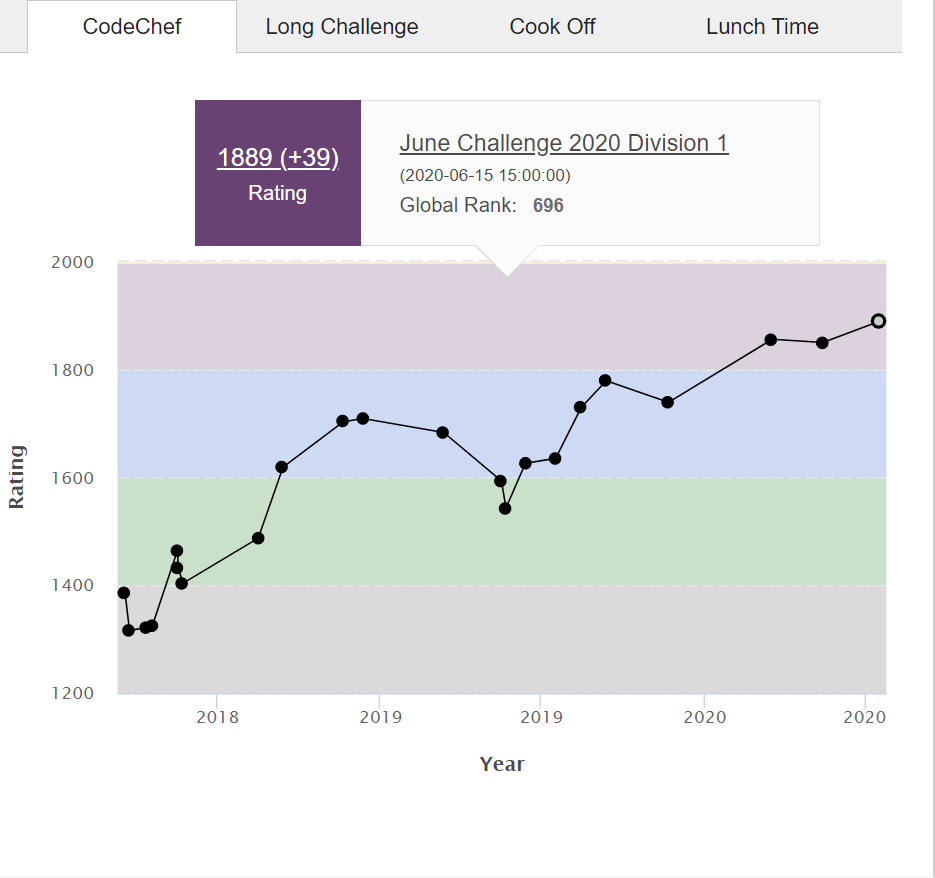 CodeChef Long Challenge Cook Off Lunch Time
1889 (+39)
Rating
June Challenge 2020 Division 1
(2020-06-15 15:00:00)
Global Rank: 696
2000
1800
1600
1400
1200
Rating
2018 2019 2019 2020 2020
Year